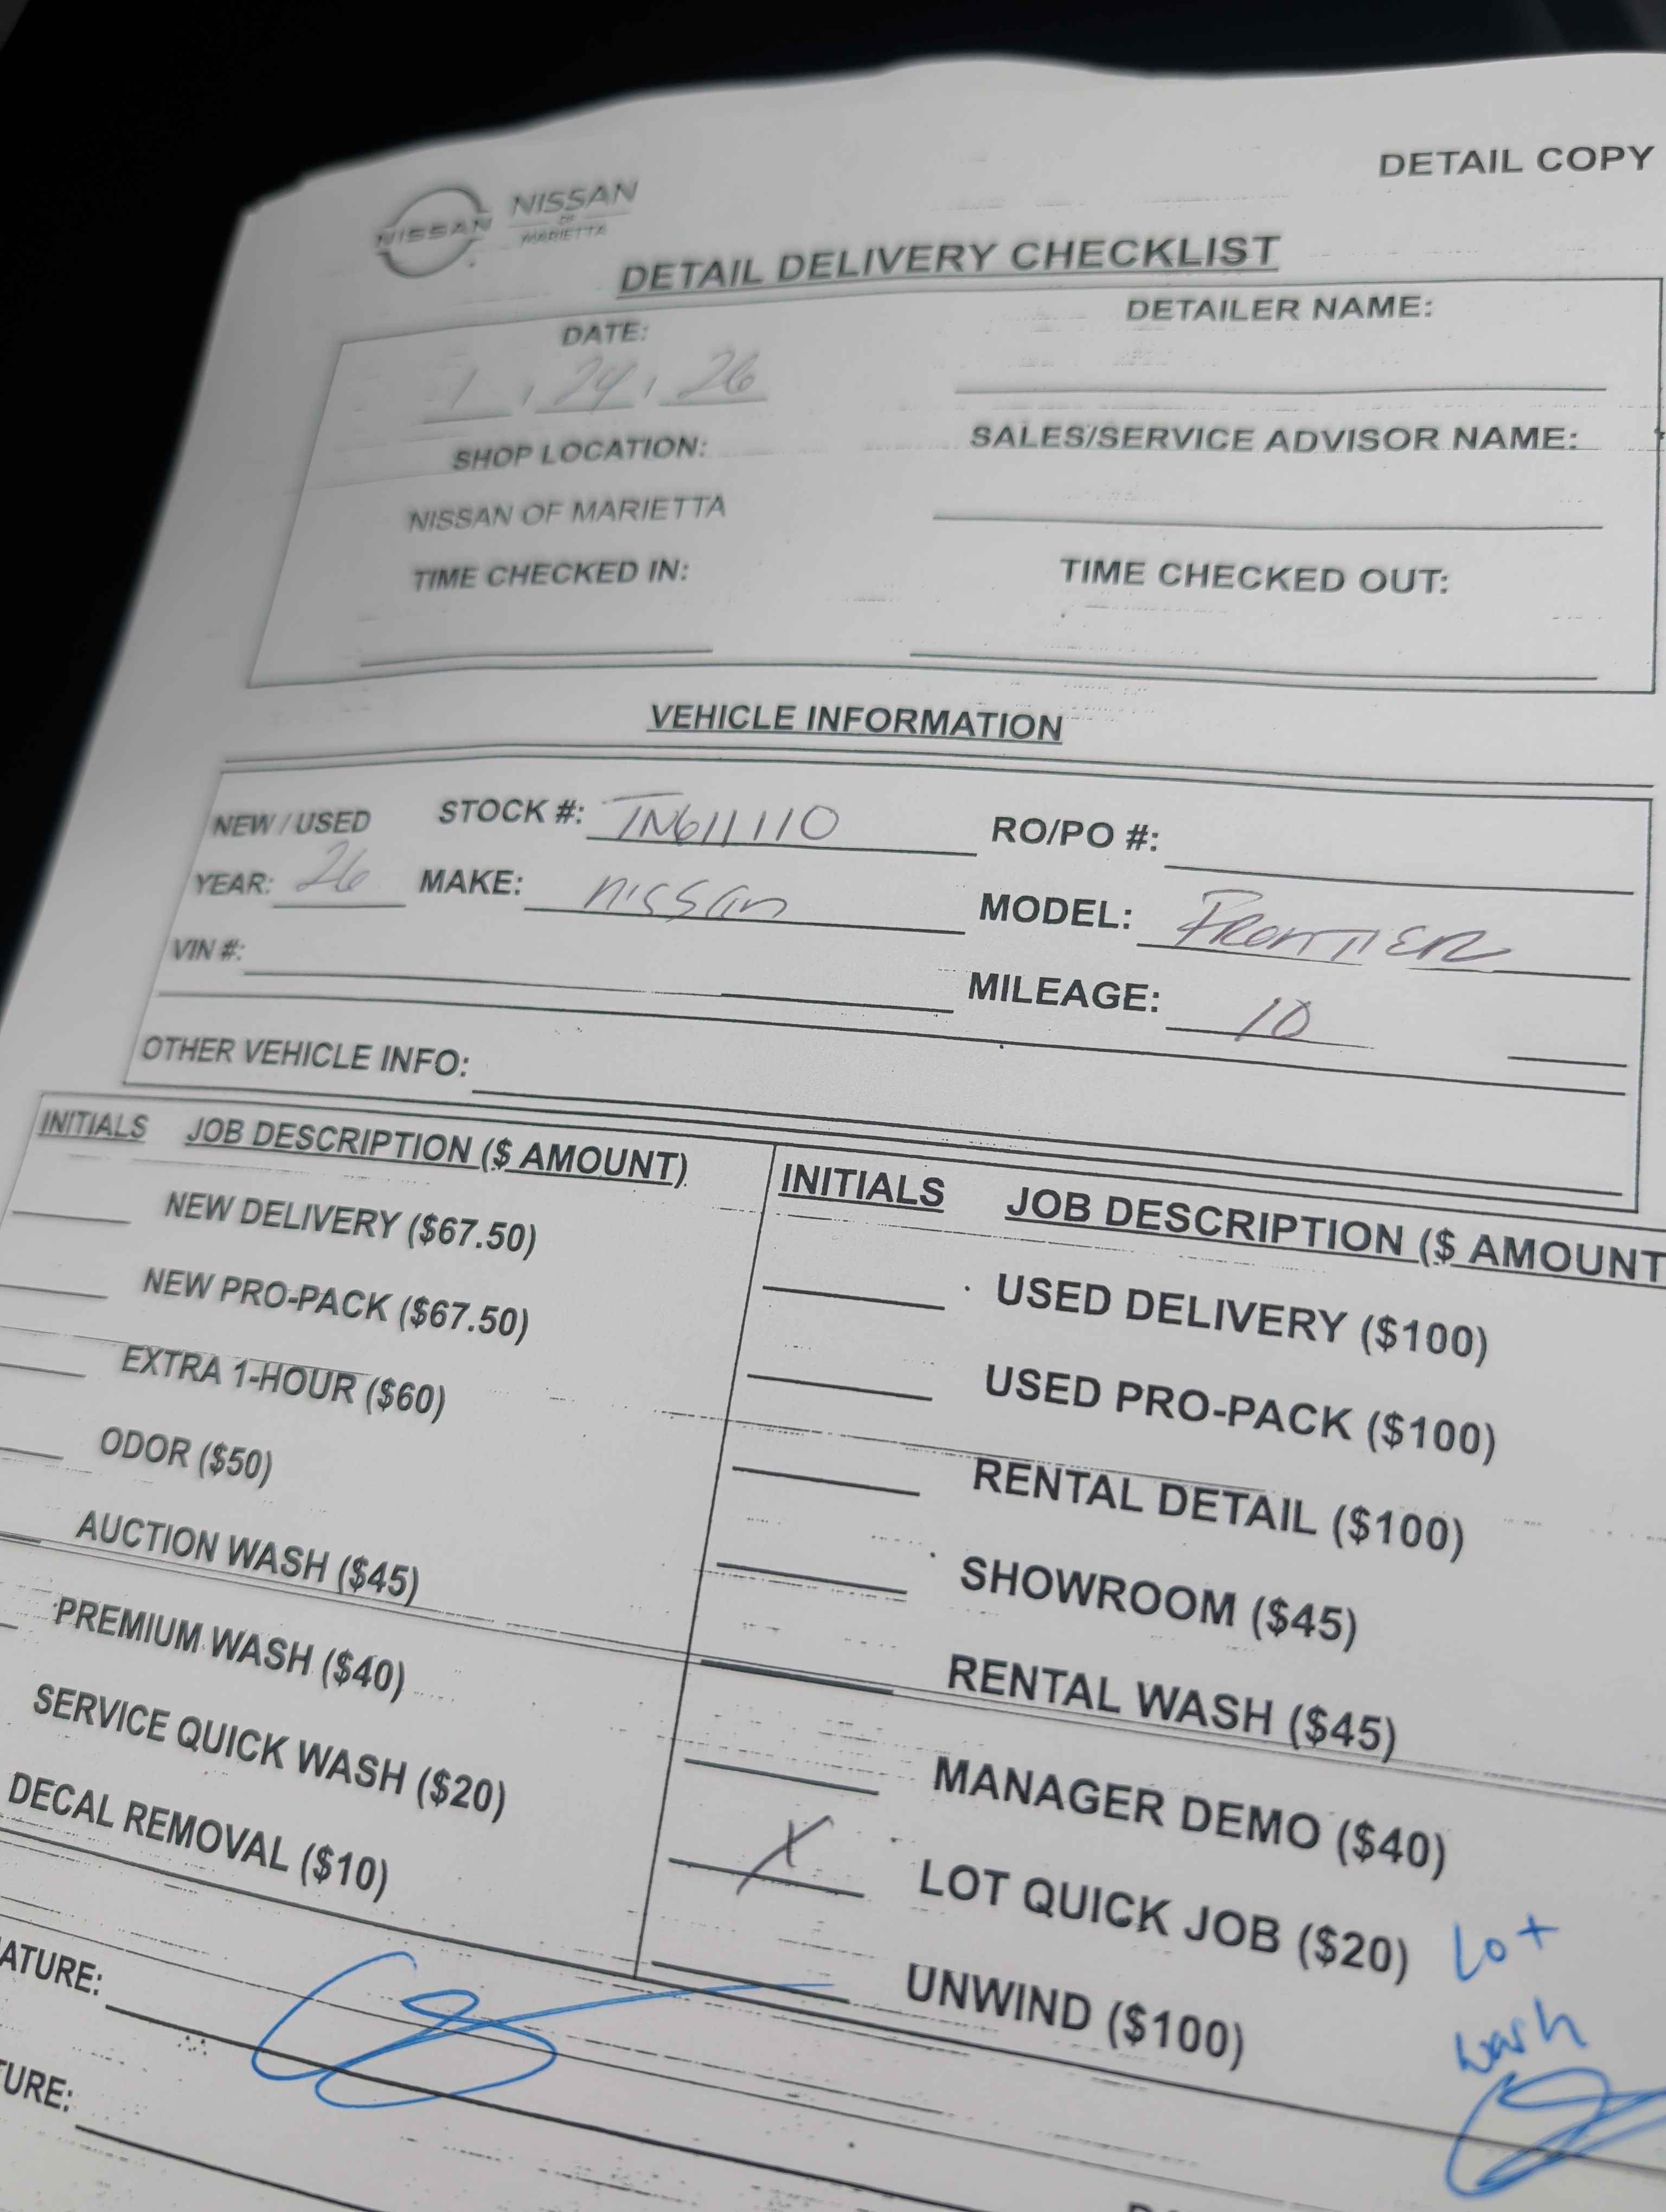 DETAIL COPY
NISSAN
NISSAN
OF
MARIETTA
DETAIL DELIVERY CHECKLIST
DATE:
1 / 24 / 26
DETAILER NAME:
SHOP LOCATION:
NISSAN OF MARIETTA
SALES/SERVICE ADVISOR NAME:
TIME CHECKED IN:
TIME CHECKED OUT:
VEHICLE INFORMATION
NEW / USED STOCK #: TN611110 RO/PO #:
YEAR: 26 MAKE: NISSAN MODEL: FRONTIER
VIN #: MILEAGE: 10
OTHER VEHICLE INFO:
INITIALS JOB DESCRIPTION ($ AMOUNT)
NEW DELIVERY ($67.50)
NEW PRO-PACK ($67.50)
EXTRA 1-HOUR ($60)
ODOR ($50)
AUCTION WASH ($45)
PREMIUM WASH ($40)
SERVICE QUICK WASH ($20)
DECAL REMOVAL ($10)
INITIALS JOB DESCRIPTION ($ AMOUNT
USED DELIVERY ($100)
USED PRO-PACK ($100)
RENTAL DETAIL ($100)
SHOWROOM ($45)
RENTAL WASH ($45)
MANAGER DEMO ($40)
X LOT QUICK JOB ($20) Lot
wash
UNWIND ($100)
ATURE:
URE: